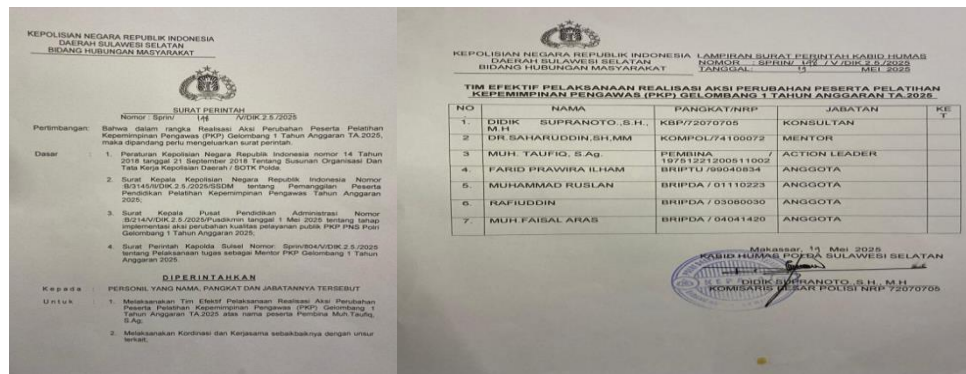 KEPOLISIAN NEGARA REPUBLIK INDONESIA
DAERAH SULAWESI SELATAN
BIDANG HUBUNGAN MASYARAKAT
SURAT PERINTAH
Nomor : Sprin/ /V/DIK.2.5./2025
Pertimbangan: Bahwa dalam rangka Realisasi Aksi Perubahan Peserta Pelatihan
Kepemimpinan Pengawas (PKP) Gelombang 1 Tahun Anggaran TA.2025,
maka dipandang perlu mengeluarkan surat perintah.
Dasar : 1. Peraturan Kepolisian Negara Republik Indonesia nomor 14 Tahun
2018 tanggal 21 September 2018 Tentang Susunan Organisasi Dan
Tata Kerja Kepolisian Daerah / SOTK Polda;
2. Surat Kepala Kepolisian Negara Republik Indonesia Nomor
:B/3145/II/DIK.2.5./2025/SSDM tentang Pemanggilan Peserta
Pendidikan Pelatihan Kepemimpinan Pengawas Tahun Anggaran
2025;
3. Surat Kepala Pusat Pendidikan Administrasi Nomor
:B/214/V/DIK.2.5./2025/Pusdikmin tanggal 1 Mei 2025 tentang tahap
implementasi aksi perubahan kualitas pelayanan publik PKP PNS Polri
Gelombang 1 Tahun Anggaran 2025.
4. Surat Perintah Kapolda Sulsel Nomor: Sprin/804/V/DIK.2.5./2025
tentang Pelaksanaan tugas sebagai Mentor PKP Gelombang 1 Tahun
Anggaran 2025.
DIPERINTAHKAN
Kepada : PERSONIL YANG NAMA, PANGKAT DAN JABATANNYA TERSEBUT
Untuk : 1. Melaksanakan Tim Efektif Pelaksanaan Realisasi Aksi Perubahan
Peserta Pelatihan Kepemimpinan Pengawas (PKP) Gelombang 1
Tahun Anggaran TA.2025 atas nama peserta Pembina Muh.Taufiq,
S.Ag;
2. Melaksanakan Kordinasi dan Kerjasama sebaikbaiknya dengan unsur
terkait.
KEPOLISIAN NEGARA REPUBLIK INDONESIA
DAERAH SULAWESI SELATAN
BIDANG HUBUNGAN MASYARAKAT
LAMPIRAN SURAT PERINTAH KABID HUMAS
NOMOR : SPRIN/ / V /DIK.2.5./2025
TANGGAL: MEI 2025
TIM EFEKTIF PELAKSANAAN REALISASI AKSI PERUBAHAN PESERTA PELATIHAN
KEPEMIMPINAN PENGAWAS (PKP) GELOMBANG 1 TAHUN ANGGARAN TA.2025
NO NAMA PANGKAT/NRP JABATAN KET
1. DIDIK SUPRANOTO.,S.H., M.H KBP/72070705 KONSULTAN
2 DR.SAHARUDDIN,SH,MM KOMPOL/74100072 MENTOR
3 MUH. TAUFIQ, S.Ag. PEMBINA / 197512212005011002 ACTION LEADER
4. FARID PRAWIRA ILHAM BRIPTU /99040834 ANGGOTA
5. MUHAMMAD RUSLAN BRIPDA / 01110223 ANGGOTA
6. RAFIUDDIN BRIPDA / 03080030 ANGGOTA
7. MUH.FAISAL ARAS BRIPDA / 04041420 ANGGOTA
Makassar, Mei 2025
KABID HUMAS POLDA SULAWESI SELATAN
DIDIK SUPRANOTO.,S.H., M.H
KOMISARIS BESAR POLISI NRP 72070705